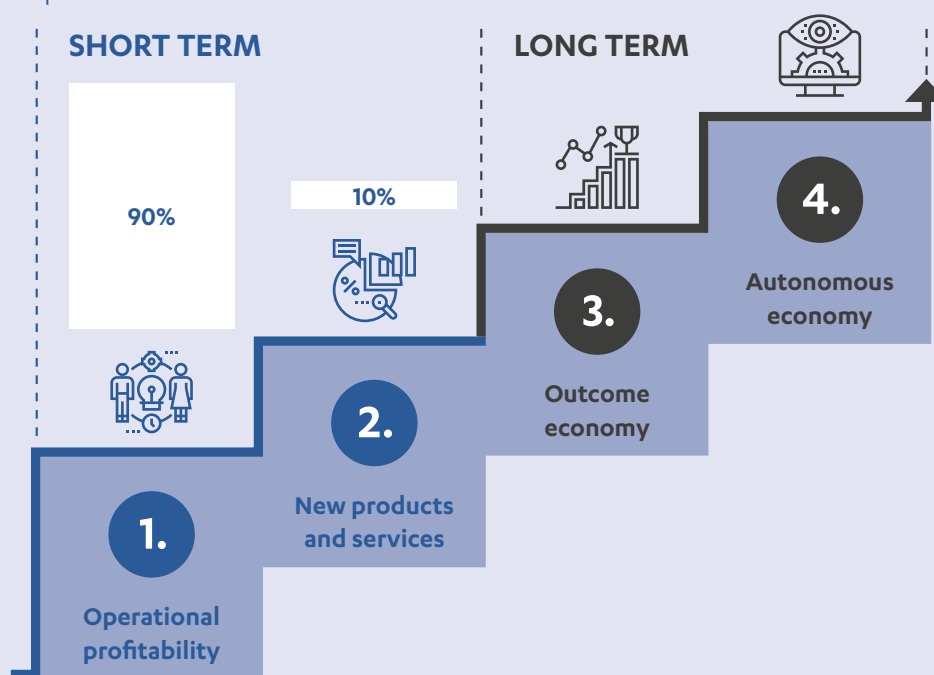 SHORT TERM
90%
10%
1.
Operational
profitability
2.
New products
and services
LONG TERM
3.
Outcome
economy
4.
Autonomous
economy